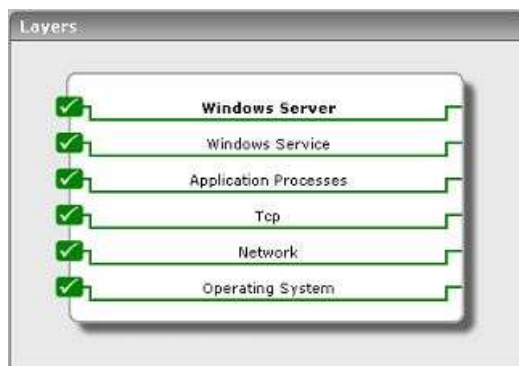 Layers
Windows Server
Windows Service
Application Processes
Tcp
Network
Operating System